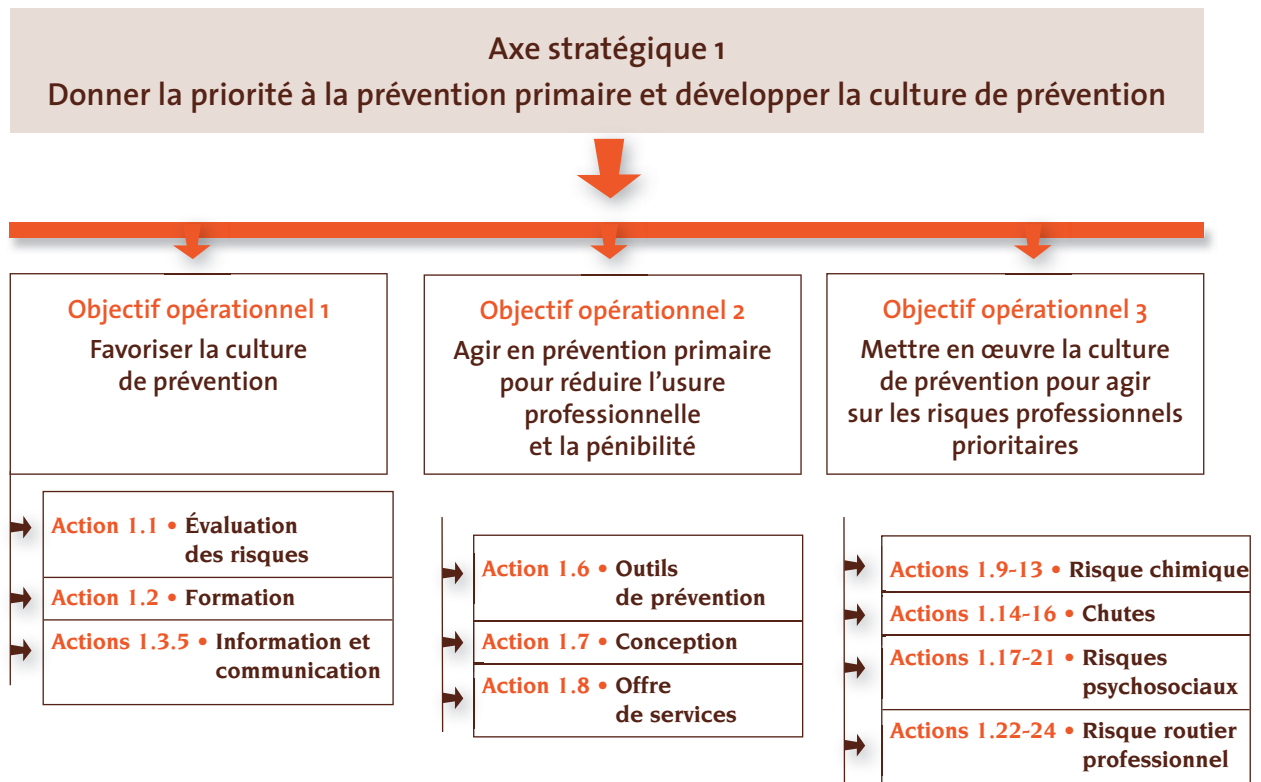 Axe stratégique 1
Donner la priorité à la prévention primaire et développer la culture de prévention
Objectif opérationnel 1
Favoriser la culture
de prévention
Action 1.1 • Évaluation
des risques
Action 1.2 • Formation
Actions 1.3.5 • Information et
communication
Objectif opérationnel 2
Agir en prévention primaire
pour réduire l’usure
professionnelle
et la pénibilité
Action 1.6 • Outils
de prévention
Action 1.7 • Conception
Action 1.8 • Offre
de services
Objectif opérationnel 3
Mettre en œuvre la culture
de prévention pour agir
sur les risques professionnels
prioritaires
Actions 1.9-13 • Risque chimique
Actions 1.14-16 • Chutes
Actions 1.17-21 • Risques
psychosociaux
Actions 1.22-24 • Risque routier
professionnel